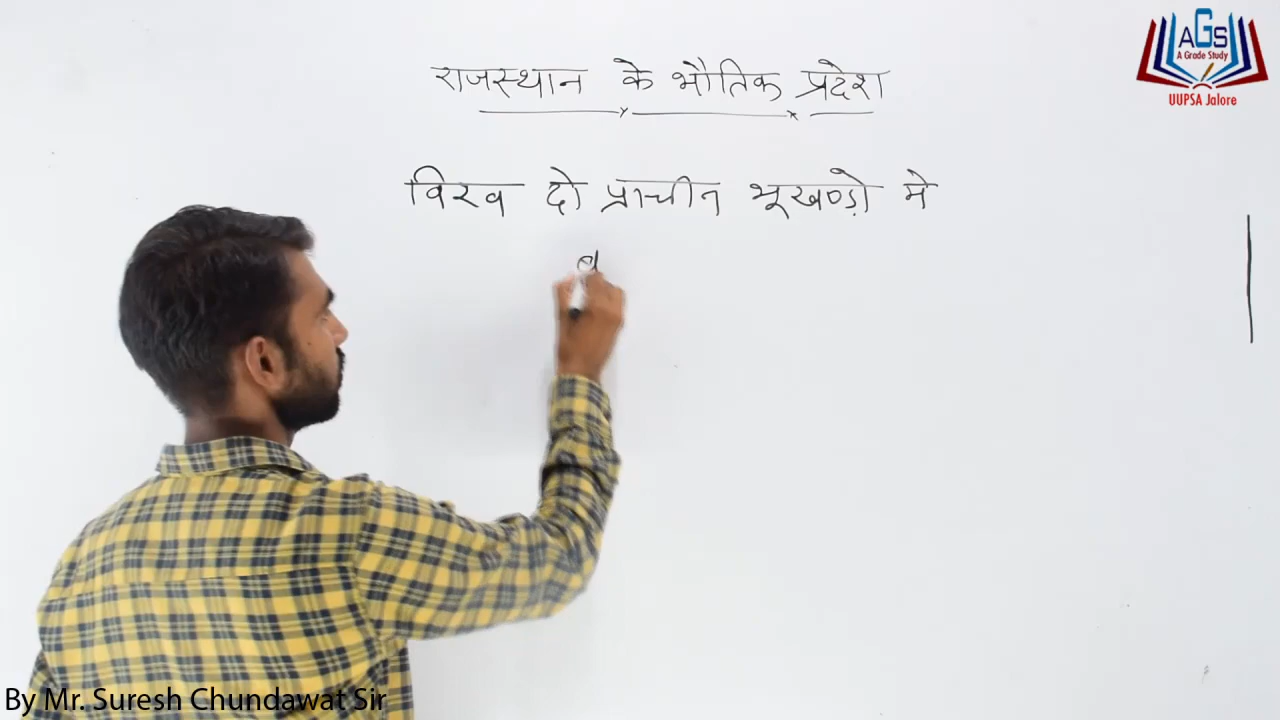 AGS
A Grade Study
UUPSA Jalore
राजस्थान के भौतिक प्रदेश
विश्व दो प्राचीन भूखण्ड़ो मे
ब
By Mr. Suresh Chundawat Sir